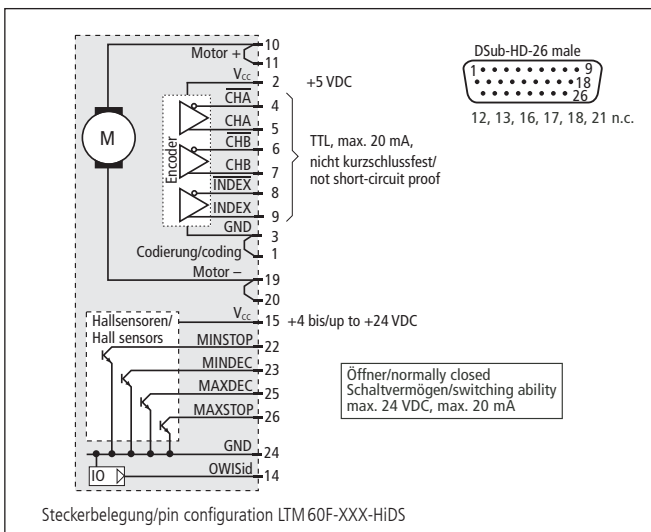 Motor + 10
11
Vcc 2 +5 VDC
CHA 4
CHA 5
CHB 6
CHB 7
INDEX 8
INDEX 9
GND 3
Codierung/coding 1
Motor – 19
20
M
Encoder
TTL, max. 20 mA,
nicht kurzschlussfest/
not short-circuit proof
DSub-HD-26 male
1 9
18
26
12, 13, 16, 17, 18, 21 n.c.
Hallsensoren/
Hall sensors
Vcc 15 +4 bis/up to +24 VDC
MINSTOP 22
MINDEC 23
MAXDEC 25
MAXSTOP 26
GND 24
IO OWISid 14
Öffner/normally closed
Schaltvermögen/switching ability
max. 24 VDC, max. 20 mA
Steckerbelegung/pin configuration LTM 60F-XXX-HiDS